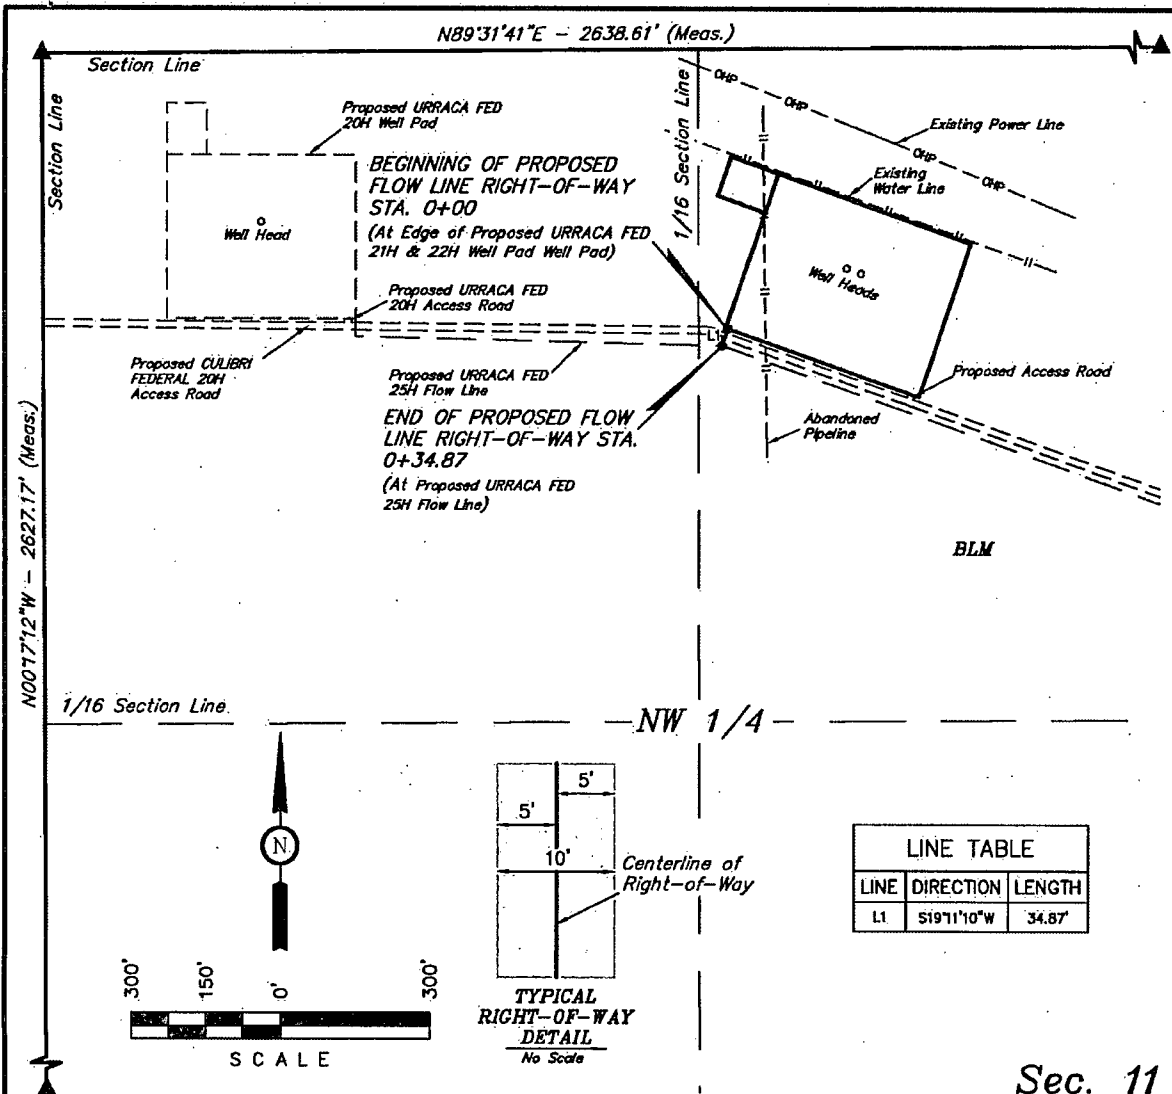 N89°31'41"E - 2638.61' (Meas.)
Section Line
Section Line
1/16 Section Line
OHP
OHP
OHP
OHP
Existing Power Line
Existing
Water Line
Proposed URRACA FED
20H Well Pad
BEGINNING OF PROPOSED
FLOW LINE RIGHT-OF-WAY
STA. 0+00
(At Edge of Proposed URRACA FED
21H & 22H Well Pad Well Pad)
Well Head
Well Heads
Proposed URRACA FED
20H Access Road
L1
Proposed CULIBRI
FEDERAL 20H
Access Road
Proposed URRACA FED
25H Flow Line
Proposed Access Road
END OF PROPOSED FLOW
LINE RIGHT-OF-WAY STA.
0+34.87
(At Proposed URRACA FED
25H Flow Line)
Abandoned
Pipeline
N00°17'12"W - 2627.17' (Meas.)
BLM
1/16 Section Line
NW 1/4
N
5'
5'
10'
Centerline of
Right-of-Way
TYPICAL
RIGHT-OF-WAY
DETAIL
No Scale
LINE TABLE
LINE DIRECTION LENGTH
L1 S19°11'10"W 34.87'
300' 150' 0' 300'
SCALE
Sec. 11